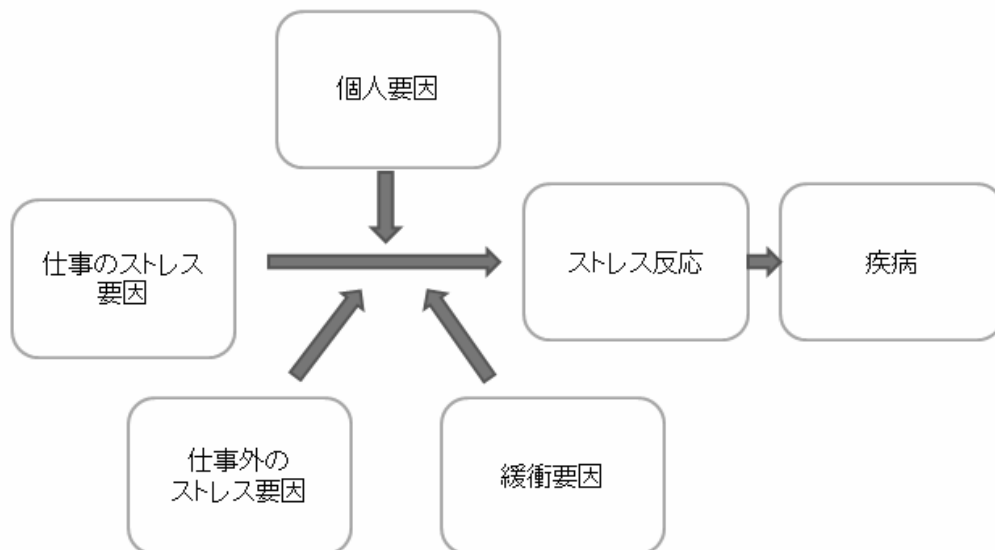 個人要因
仕事のストレス
要因
ストレス反応
疾病
仕事外の
ストレス要因
緩衝要因